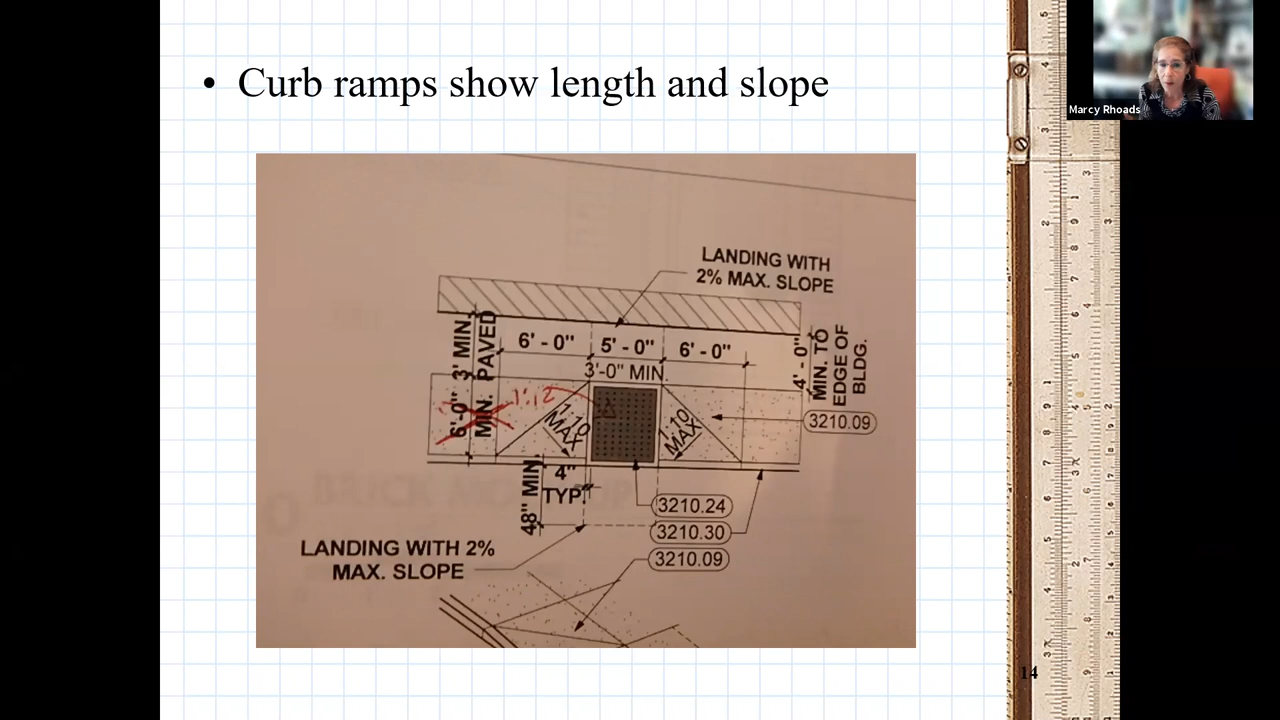 • Curb ramps show length and slope
Marcy Rhoads
LANDING WITH
2% MAX. SLOPE
6' - 0" 5' - 0" 6' - 0"
3'-0" MIN.
3' MIN.
PAVED
6'-0"
MIN.
1:12
1:10
MAX
1:10
MAX
4' - 0"
MIN. TO
EDGE OF
BLDG.
3210.09
48" MIN
4"
TYP.
3210.24
3210.30
3210.09
LANDING WITH 2%
MAX. SLOPE
14